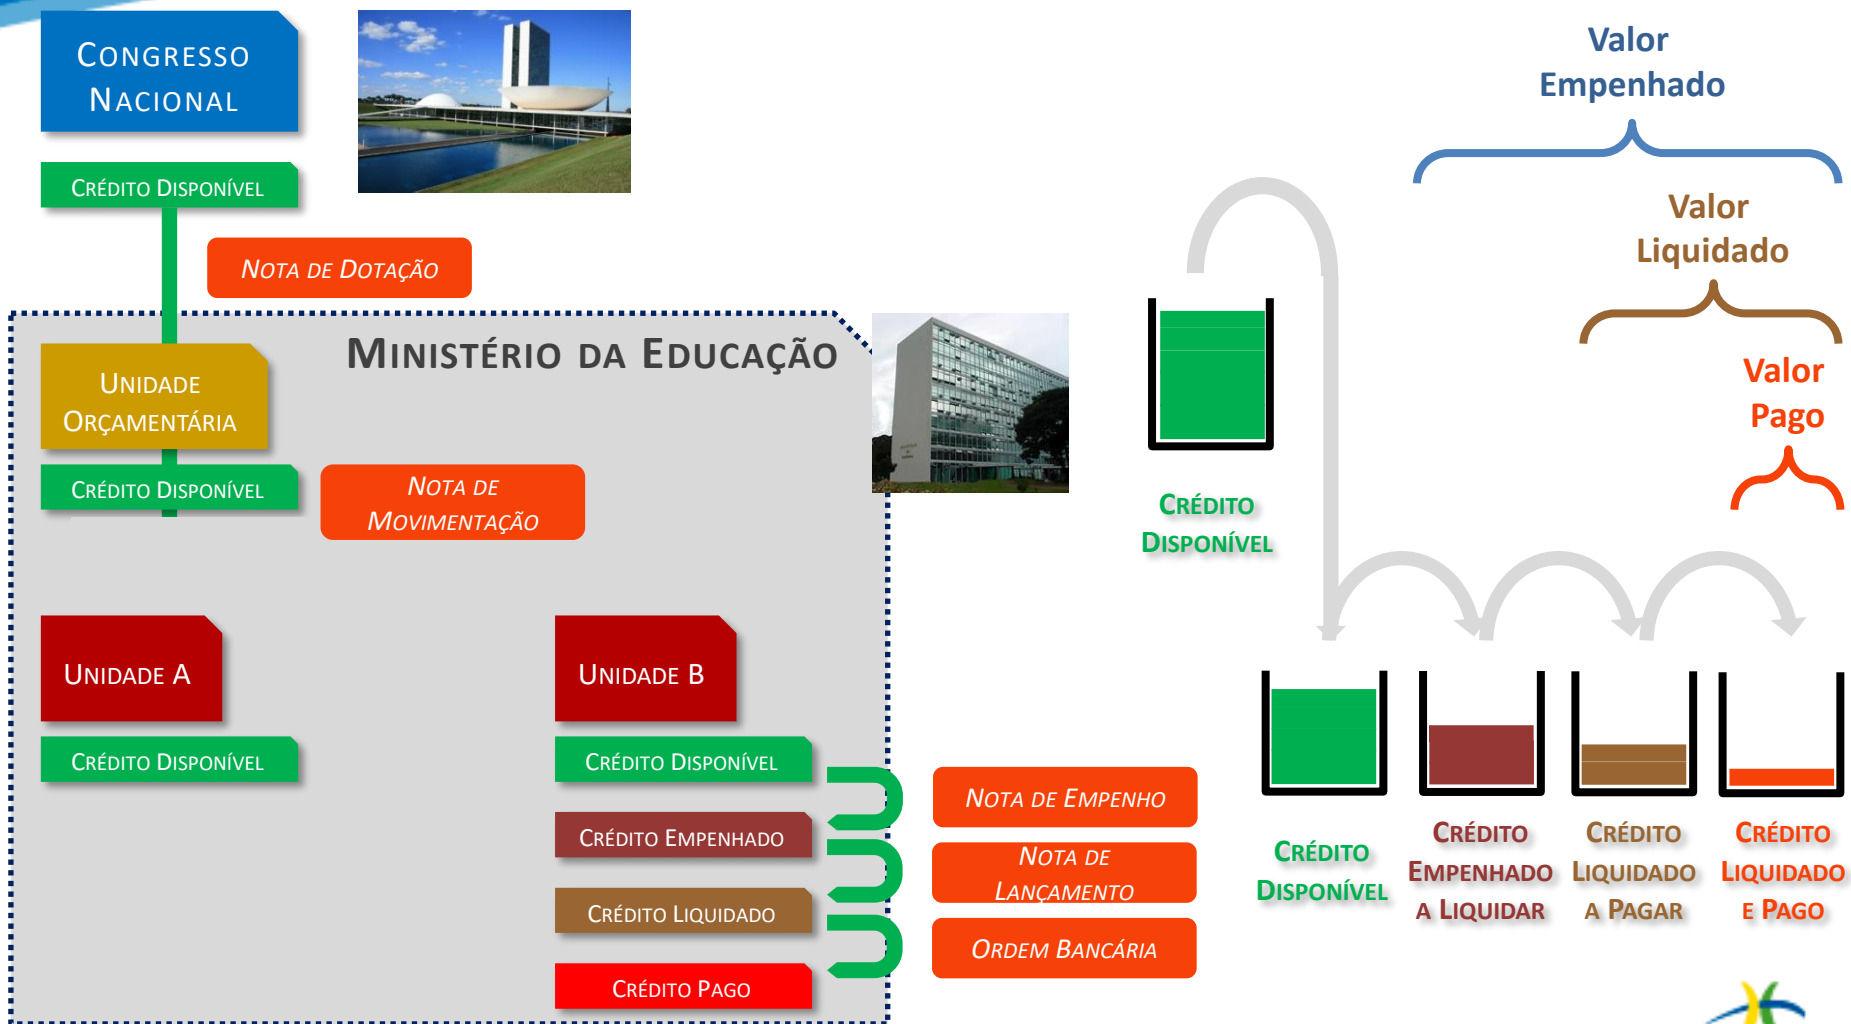 CONGRESSO
NACIONAL
CRÉDITO DISPONÍVEL
NOTA DE DOTAÇÃO
MINISTÉRIO DA EDUCAÇÃO
UNIDADE
ORÇAMENTÁRIA
CRÉDITO DISPONÍVEL
NOTA DE
MOVIMENTAÇÃO
UNIDADE A
CRÉDITO DISPONÍVEL
UNIDADE B
CRÉDITO DISPONÍVEL
CRÉDITO EMPENHADO
CRÉDITO LIQUIDADO
CRÉDITO PAGO
NOTA DE EMPENHO
NOTA DE
LANÇAMENTO
ORDEM BANCÁRIA
Valor
Empenhado
Valor
Liquidado
Valor
Pago
CRÉDITO
DISPONÍVEL
CRÉDITO
DISPONÍVEL
CRÉDITO
EMPENHADO
A LIQUIDAR
CRÉDITO
LIQUIDADO
A PAGAR
CRÉDITO
LIQUIDADO
E PAGO